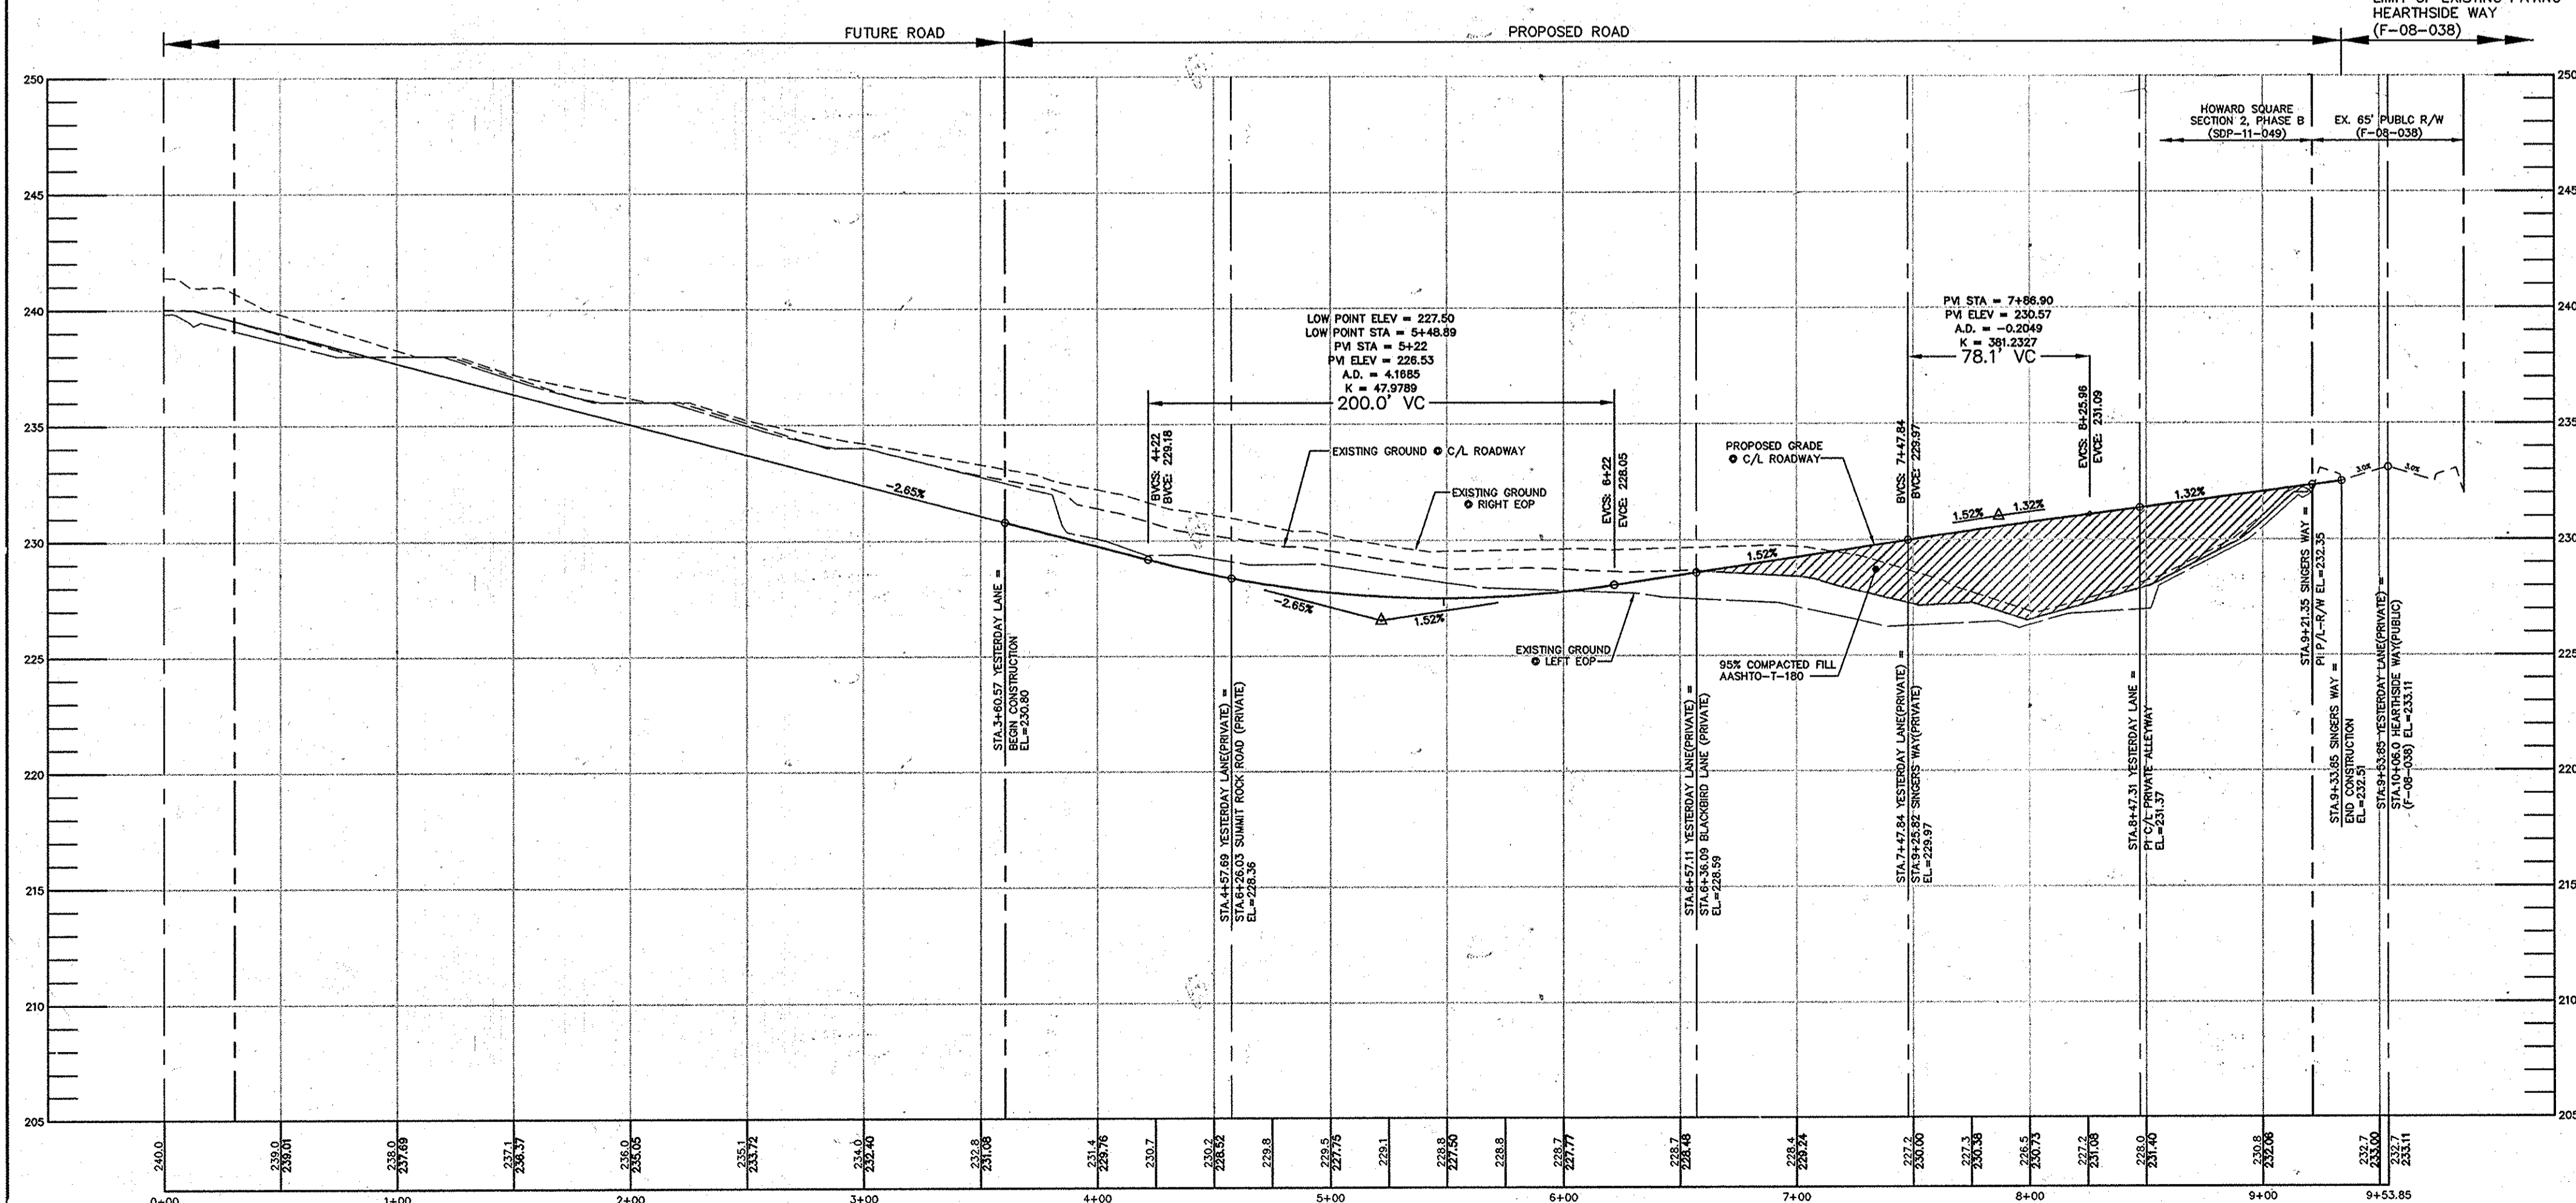 HEARTHSIDE WAY
(F-08-038)
FUTURE ROAD
PROPOSED ROAD
250
245
240
235
230
225
220
215
210
205
250
245
240
235
230
225
220
215
210
205
HOWARD SQUARE
SECTION 2, PHASE B
(SDP-11-049)
EX. 65' PUBLC R/W
(F-08-038)
LOW POINT ELEV = 227.50
LOW POINT STA = 5+48.89
PVI STA = 5+22
PVI ELEV = 226.53
A.D. = 4.1685
K = 47.9789
200.0' VC
BVCS: 4+22
BVCE: 229.18
EVCS: 6+22
EVCE: 228.05
PVI STA = 7+86.90
PVI ELEV = 230.57
A.D. = -0.2049
K = 381.2327
78.1' VC
BVCS: 7+47.84
BVCE: 229.97
EVCS: 8+25.96
EVCE: 231.09
EXISTING GROUND @ C/L ROADWAY
EXISTING GROUND
@ RIGHT EOP
PROPOSED GRADE
@ C/L ROADWAY
EXISTING GROUND
@ LEFT EOP
95% COMPACTED FILL
AASHTO-T-180
-2.65%
-2.65%
1.52%
1.52%
1.52%
1.32%
1.32%
3.0%
3.0%
STA.3+60.57 YESTERDAY LANE =
BEGIN CONSTRUCTION
EL=230.80
STA.4+57.69 YESTERDAY LANE(PRIVATE) =
STA.6+26.03 SUMMIT ROCK ROAD (PRIVATE)
EL.=228.36
STA.6+57.11 YESTERDAY LANE(PRIVATE) =
STA.6+36.09 BLACKBIRD LANE (PRIVATE)
EL.=228.59
STA.7+47.84 YESTERDAY LANE(PRIVATE) =
STA.9+25.82 SINGERS WAY(PRIVATE)
EL.=229.97
STA.8+47.31 YESTERDAY LANE =
PI C/L PRIVATE ALLEYWAY
EL=231.37
STA.9+21.35 SINGERS WAY =
PI P/L-R/W EL=232.35
STA.9+33.85 SINGERS WAY =
END CONSTRUCTION
EL=232.51
STA.9+53.85 YESTERDAY LANE(PRIVATE) =
STA.10+06.0 HEARTHSIDE WAY(PUBLIC)
(F-08-038) EL=233.11
240.0
239.0
239.01
238.0
237.69
237.1
236.37
236.0
235.05
235.1
233.72
234.0
232.40
232.8
231.08
231.4
229.76
230.7
230.2
228.52
229.8
229.5
227.75
229.1
228.8
227.50
228.8
228.7
227.77
228.7
228.48
228.4
229.24
227.2
230.00
227.3
230.38
226.5
230.73
227.2
231.08
228.0
231.40
230.8
232.06
232.7
233.00
232.7
233.11
0+00
1+00
2+00
3+00
4+00
5+00
6+00
7+00
8+00
9+00
9+53.85